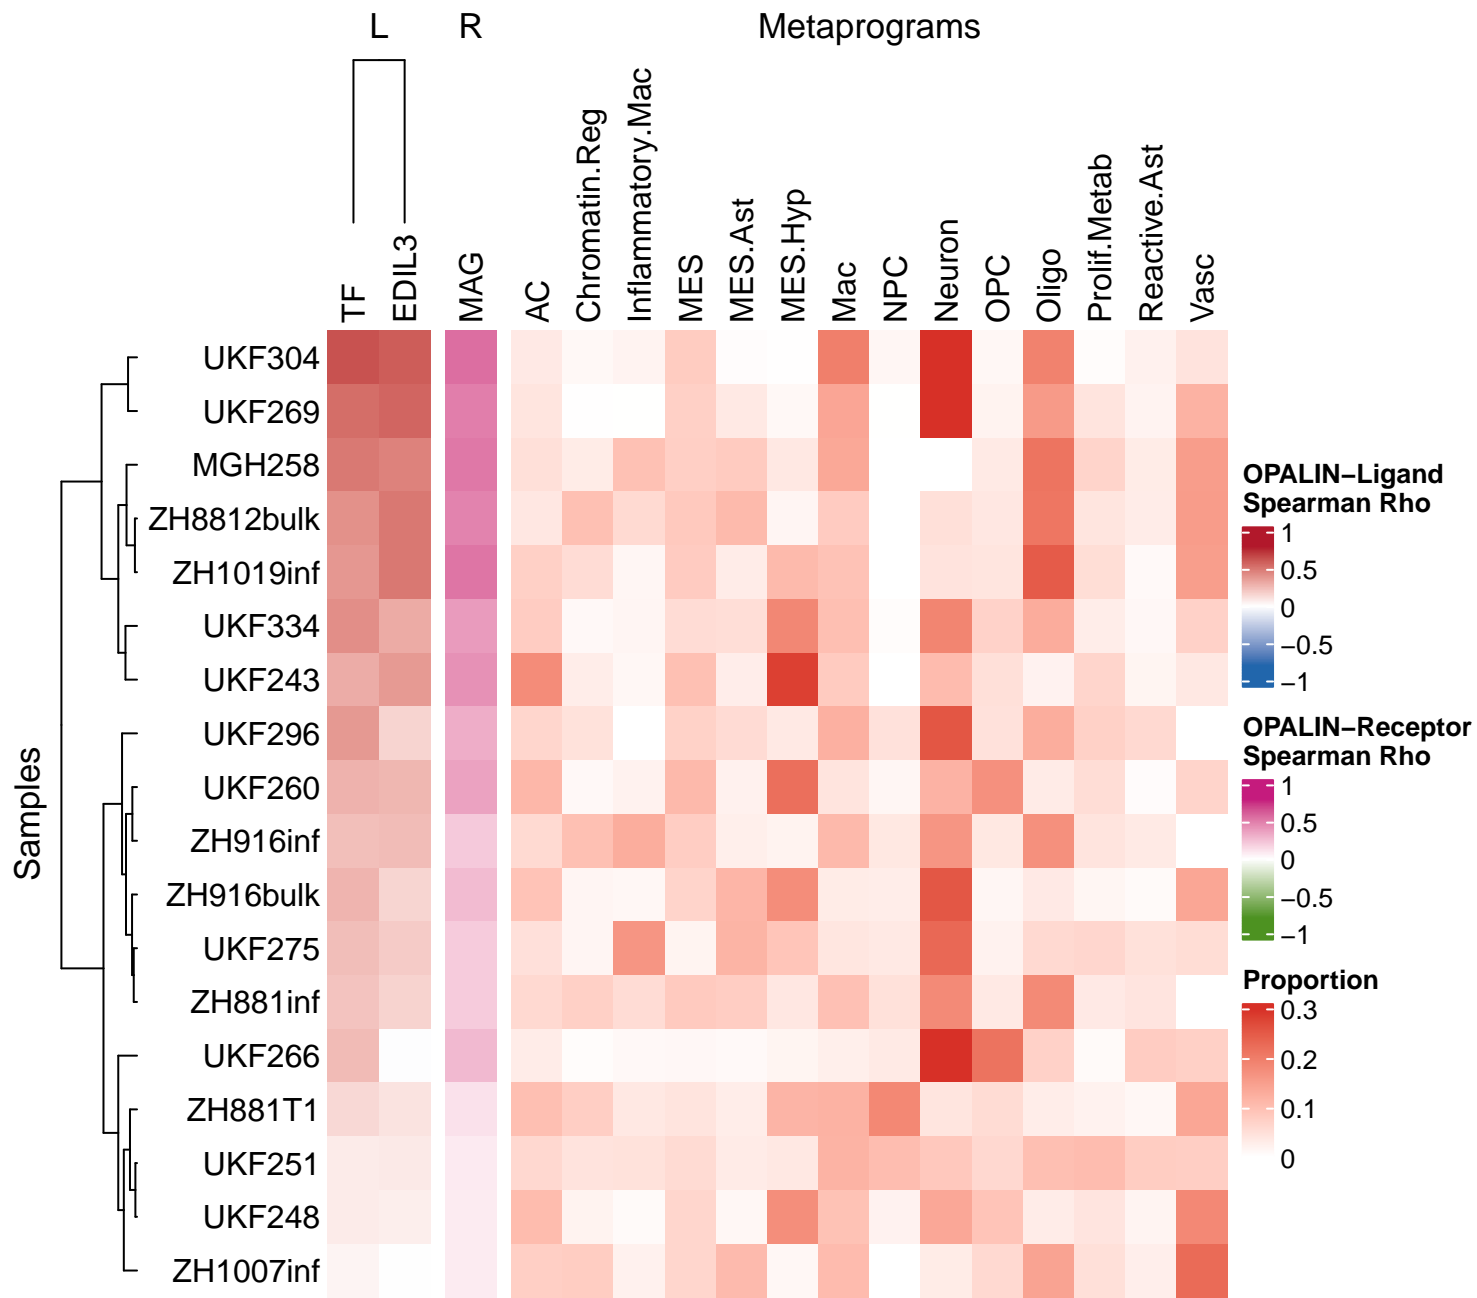 L R Metaprograms
TF
EDIL3
MAG
AC
Chromatin.Reg
Inflammatory.Mac
MES
MES.Ast
MES.Hyp
Mac
NPC
Neuron
OPC
Oligo
Prolif.Metab
Reactive.Ast
Vasc
Samples
UKF304
UKF269
MGH258
ZH8812bulk
ZH1019inf
UKF334
UKF243
UKF296
UKF260
ZH916inf
ZH916bulk
UKF275
ZH881inf
UKF266
ZH881T1
UKF251
UKF248
ZH1007inf
OPALIN−Ligand
Spearman Rho
1
0.5
0
−0.5
−1
OPALIN−Receptor
Spearman Rho
1
0.5
0
−0.5
−1
Proportion
0.3
0.2
0.1
0